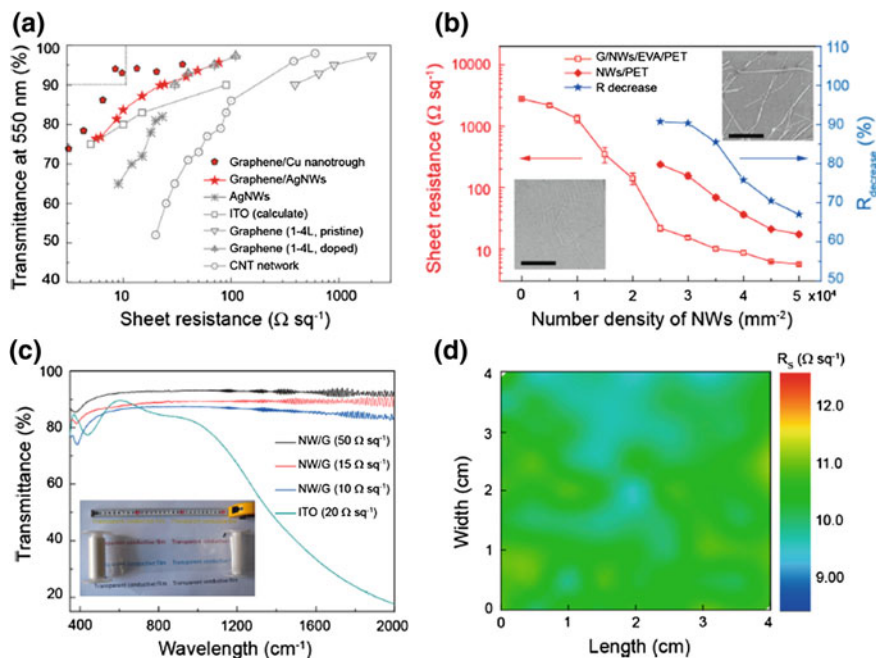 (a)
Transmittance at 550 nm (%)
100
90
80
70
60
50
40
10
100
1000
Sheet resistance (Ω sq⁻¹)
Graphene/Cu nanotrough
Graphene/AgNWs
AgNWs
ITO (calculate)
Graphene (1-4L, pristine)
Graphene (1-4L, doped)
CNT network
(b)
Sheet resistance (Ω sq⁻¹)
10000
1000
100
10
G/NWs/EVA/PET
NWs/PET
R decrease
110
100
90
80
70
60
50
R decrease (%)
0 1 2 3 4 5 ×10⁴
Number density of NWs (mm⁻²)
(c)
Transmittance (%)
100
80
60
40
20
NW/G (50 Ω sq⁻¹)
NW/G (15 Ω sq⁻¹)
NW/G (10 Ω sq⁻¹)
ITO (20 Ω sq⁻¹)
Transparent conductive film
400 800 1200 1600 2000
Wavelength (cm⁻¹)
(d)
Width (cm)
4
3
2
1
0
0 1 2 3 4
Length (cm)
Rs (Ω sq⁻¹)
12.0
11.0
10.0
9.00